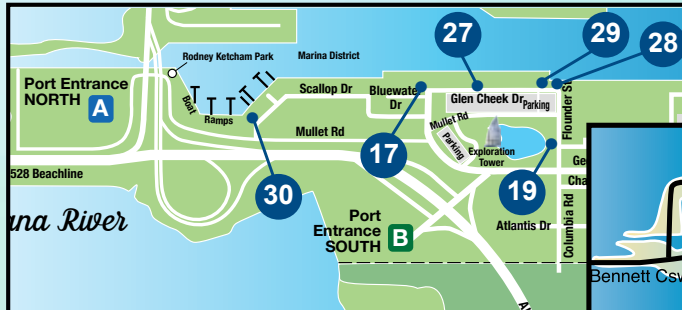 27
29
28
Rodney Ketcham Park
Marina District
Port Entrance
NORTH
A
Boat
Ramps
Scallop Dr
Bluewater
Dr
Glen Cheek Dr
Parking
Flounder St
Mullet Rd
Mullet Rd
Parking
Exploration
Tower
17
30
19
528 Beachline
Port
Entrance
SOUTH
B
Atlantis Dr
Columbia Rd